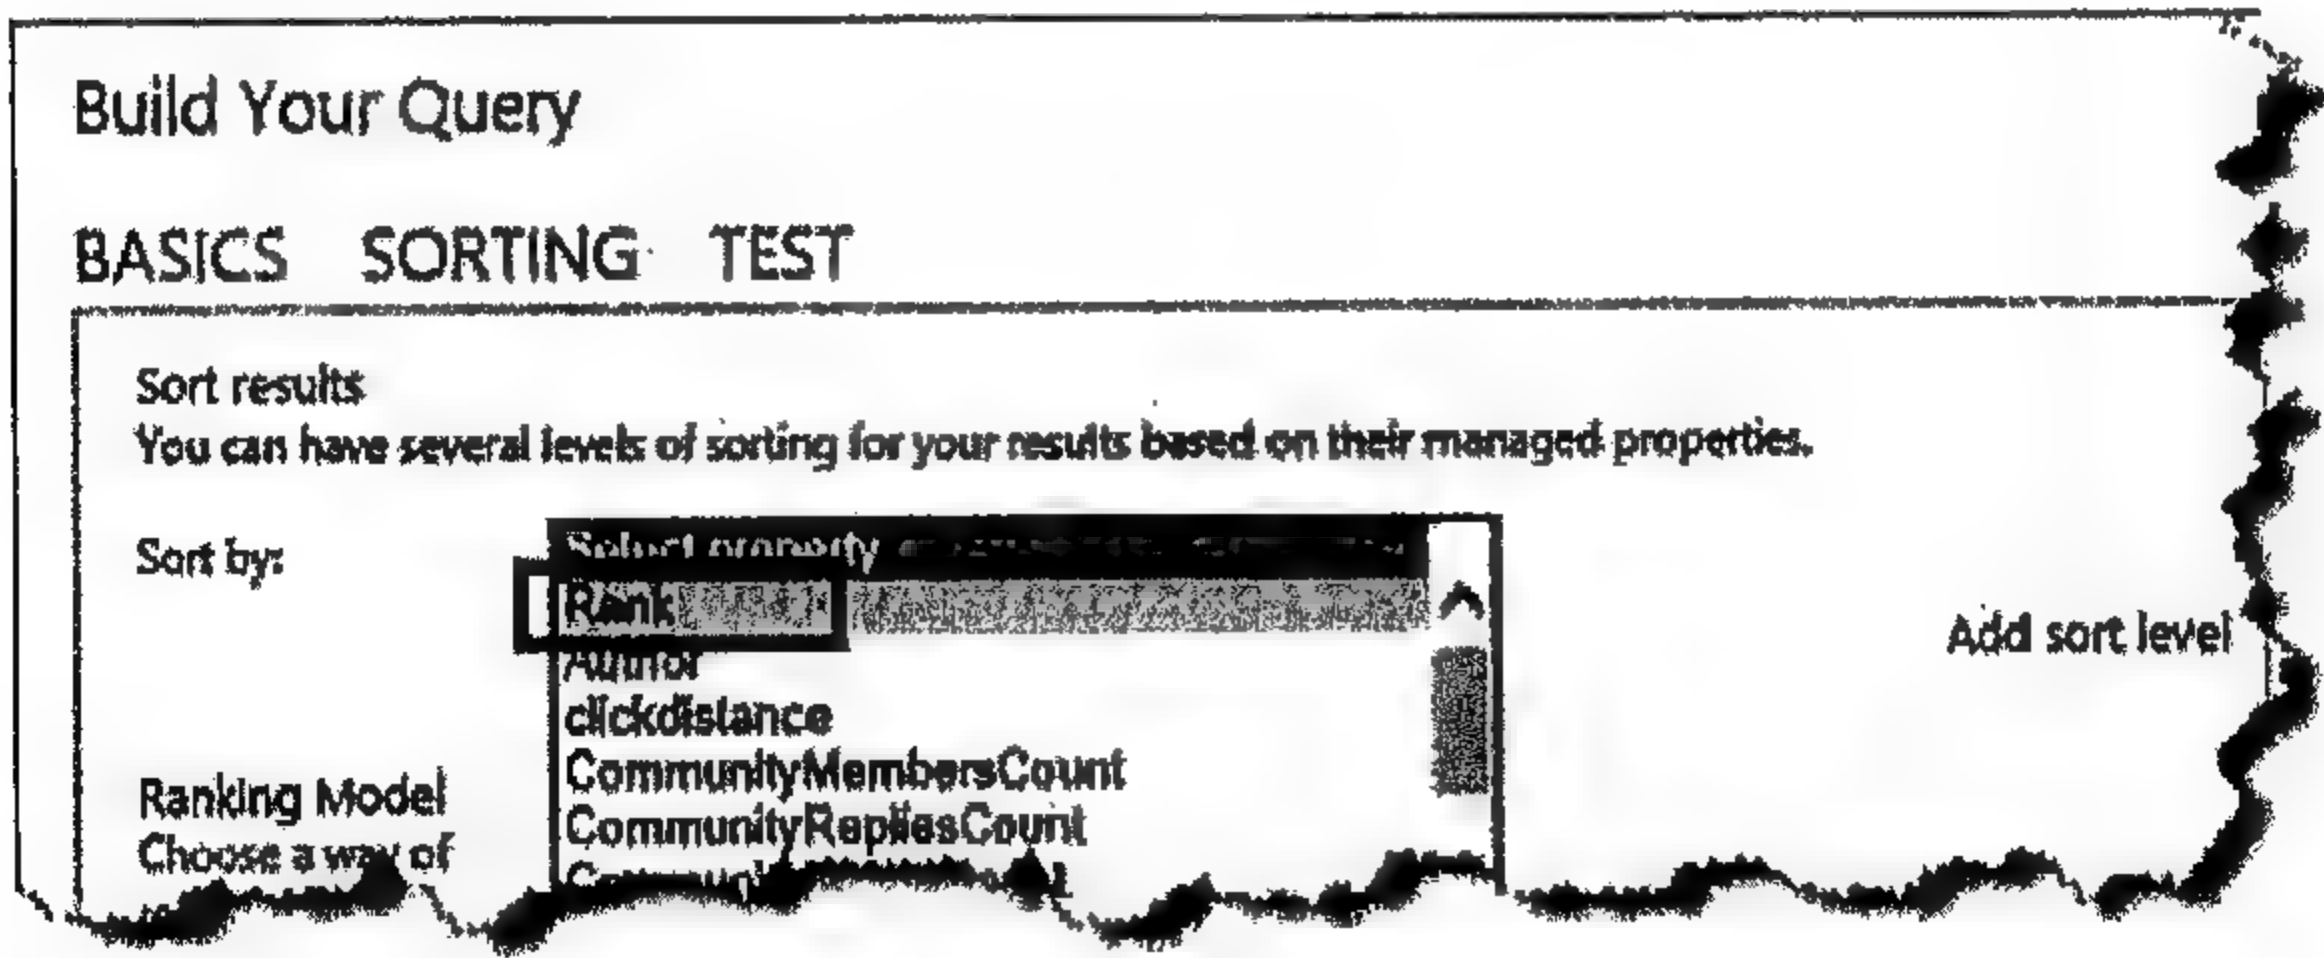 Build Your Query
BASICS SORTING TEST
Sort results
You can have several levels of sorting for your results based on their managed properties.
Sort by:
Select property
Rank
Author
clickdistance
CommunityMembersCount
CommunityRepliesCount
Add sort level
Ranking Model
Choose a way of